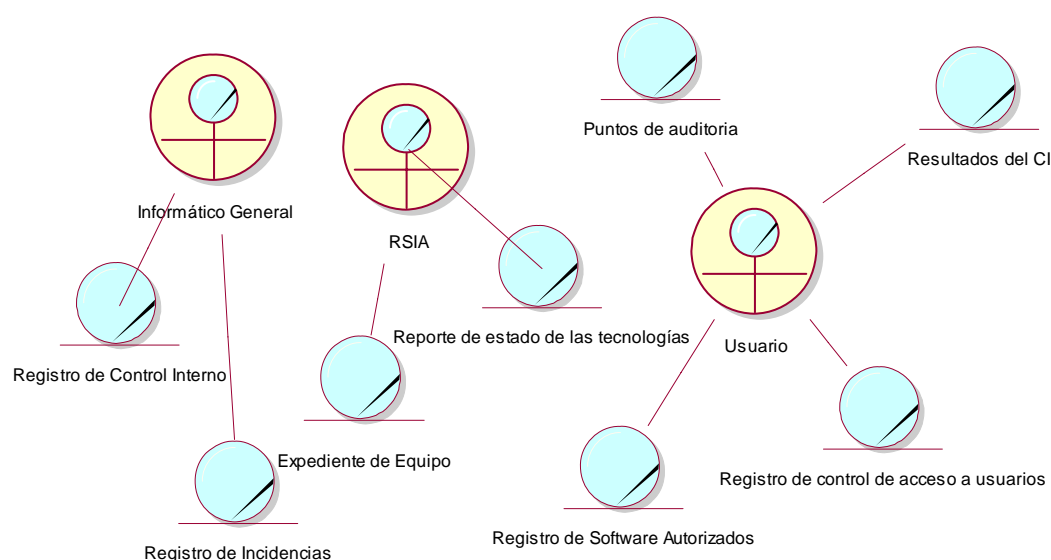 Puntos de auditoria
Resultados del CI
Informático General
RSIA
Reporte de estado de las tecnologías
Usuario
Registro de Control Interno
Expediente de Equipo
Registro de control de acceso a usuarios
Registro de Software Autorizados
Registro de Incidencias